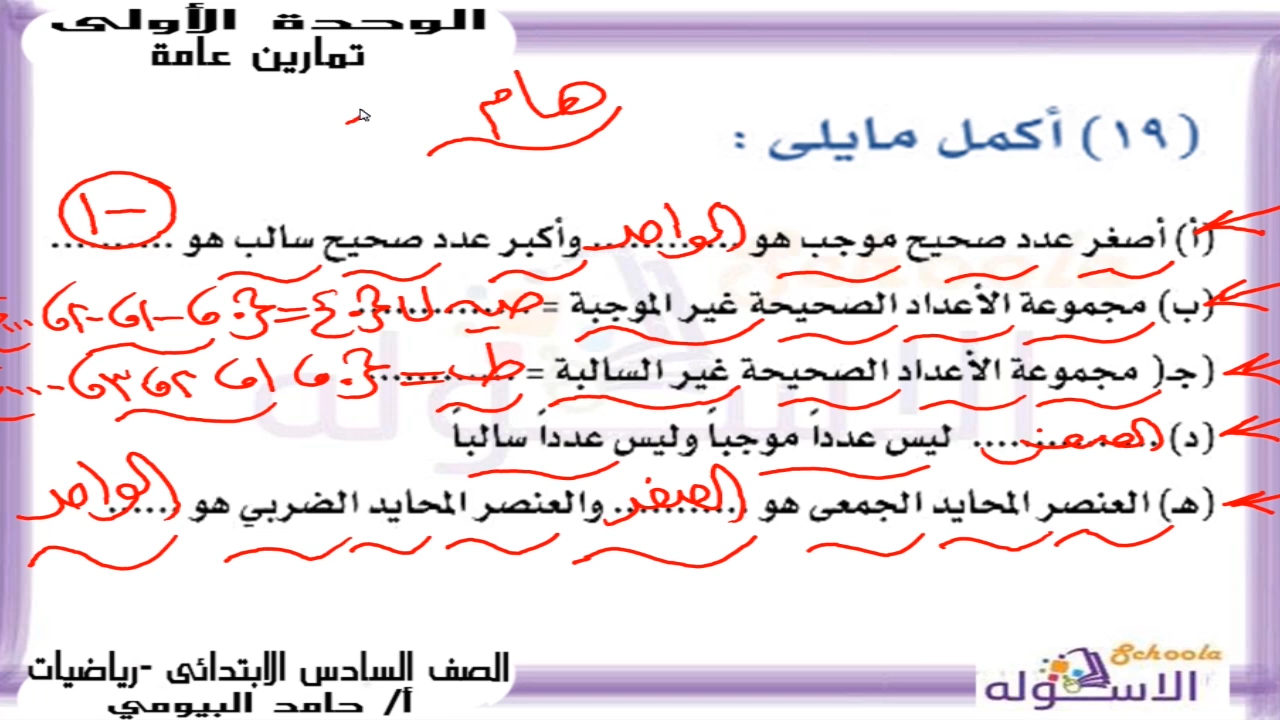 الوحدة الأولى
تمارين عامة
هام
(١٩) أكمل مايلى :
(أ) أصغر عدد صحيح موجب هو الواحد وأكبر عدد صحيح سالب هو .......... -١
(ب) مجموعة الأعداد الصحيحة غير الموجبة = صـ ∪ {٠} = {٠، -١، -٢، ...
(جـ) مجموعة الأعداد الصحيحة غير السالبة = ط = {٠، ١، ٢، ٣، ...
(د) الصفر ليس عدداً موجباً وليس عدداً سالباً
(هـ) العنصر المحايد الجمعى هو الصفر والعنصر المحايد الضربي هو الواحد
الصف السادس الابتدائى -رياضيات
أ/ حامد البيومي
Schoola
الاسكوله